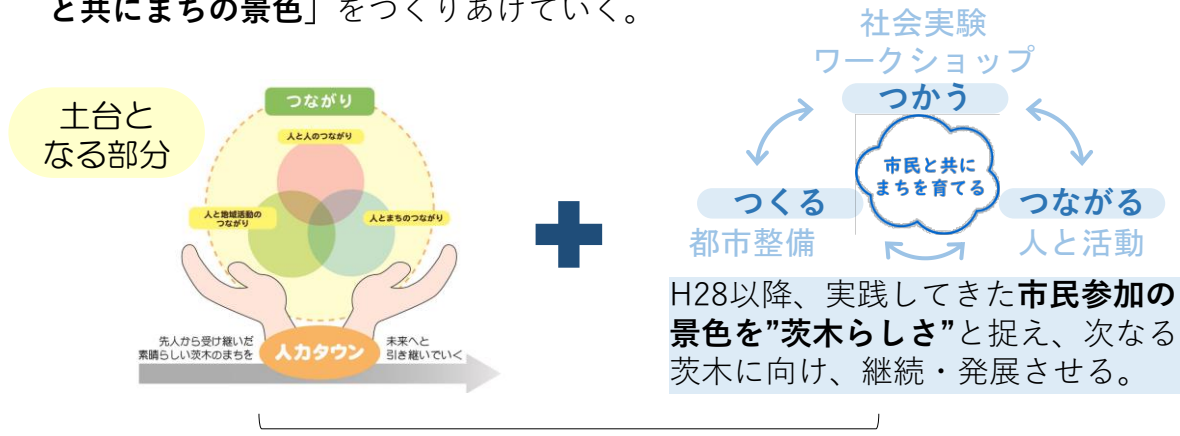 と共にまちの景色」をつくりあげていく。
土台と
なる部分
つながり
人と人のつながり
人と地域活動の
つながり
人とまちのつながり
先人から受け継いだ
素晴らしい茨木のまちを
人力タウン
未来へと
引き継いでいく
社会実験
ワークショップ
つかう
市民と共に
まちを育てる
つくる
都市整備
つながる
人と活動
H28以降、実践してきた市民参加の
景色を”茨木らしさ”と捉え、次なる
茨木に向け、継続・発展させる。